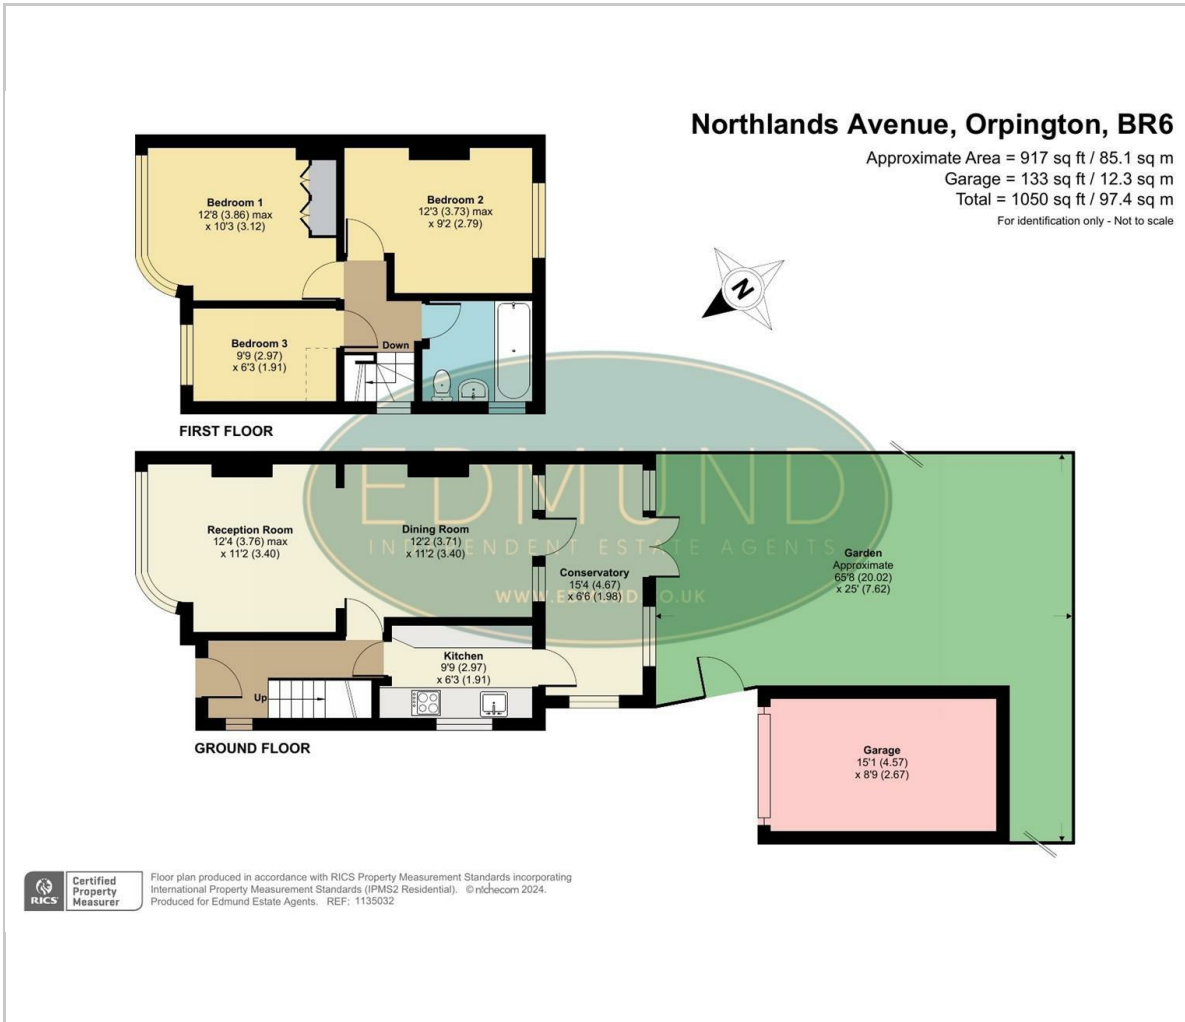 Northlands Avenue, Orpington, BR6
Approximate Area = 917 sq ft / 85.1 sq m
Garage = 133 sq ft / 12.3 sq m
Total = 1050 sq ft / 97.4 sq m
For identification only - Not to scale
N
Bedroom 1
12'8 (3.86) max
x 10'3 (3.12)
Bedroom 2
12'3 (3.73) max
x 9'2 (2.79)
Bedroom 3
9'9 (2.97)
x 6'3 (1.91)
Down
FIRST FLOOR
EDMUND
INDEPENDENT ESTATE AGENTS
WWW.EDMUND.CO.UK
Reception Room
12'4 (3.76) max
x 11'2 (3.40)
Dining Room
12'2 (3.71)
x 11'2 (3.40)
Conservatory
15'4 (4.67)
x 6'6 (1.98)
Garden
Approximate
65'8 (20.02)
x 25' (7.62)
Kitchen
9'9 (2.97)
x 6'3 (1.91)
Up
Garage
15'1 (4.57)
x 8'9 (2.67)
GROUND FLOOR
RICS
Certified
Property
Measurer
Floor plan produced in accordance with RICS Property Measurement Standards incorporating
International Property Measurement Standards (IPMS2 Residential). © nichecom 2024.
Produced for Edmund Estate Agents. REF: 1135032